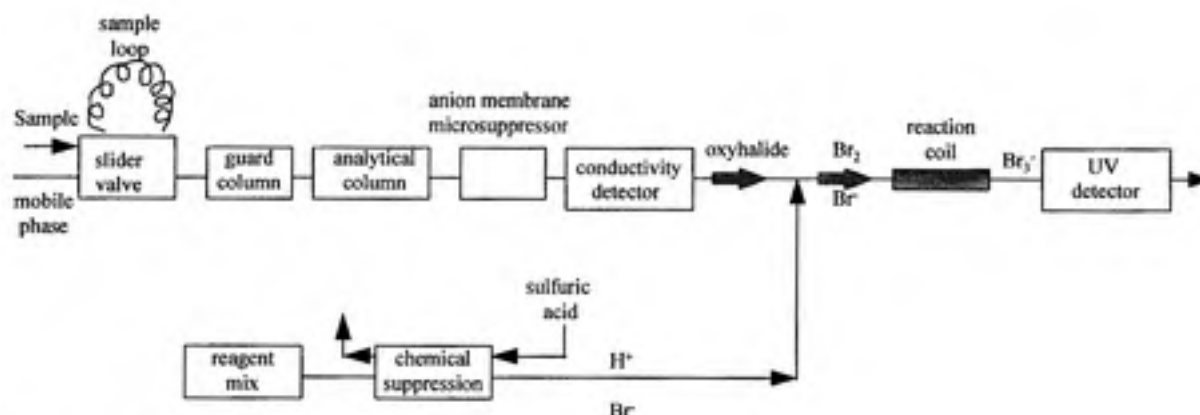 sample
loop
Sample
mobile
phase
slider
valve
guard
column
analytical
column
anion membrane
microsuppressor
conductivity
detector
oxyhalide
Br₂
Br⁻
reaction
coil
Br₃⁻
UV
detector
sulfuric
acid
reagent
mix
chemical
suppression
H⁺
Br⁻